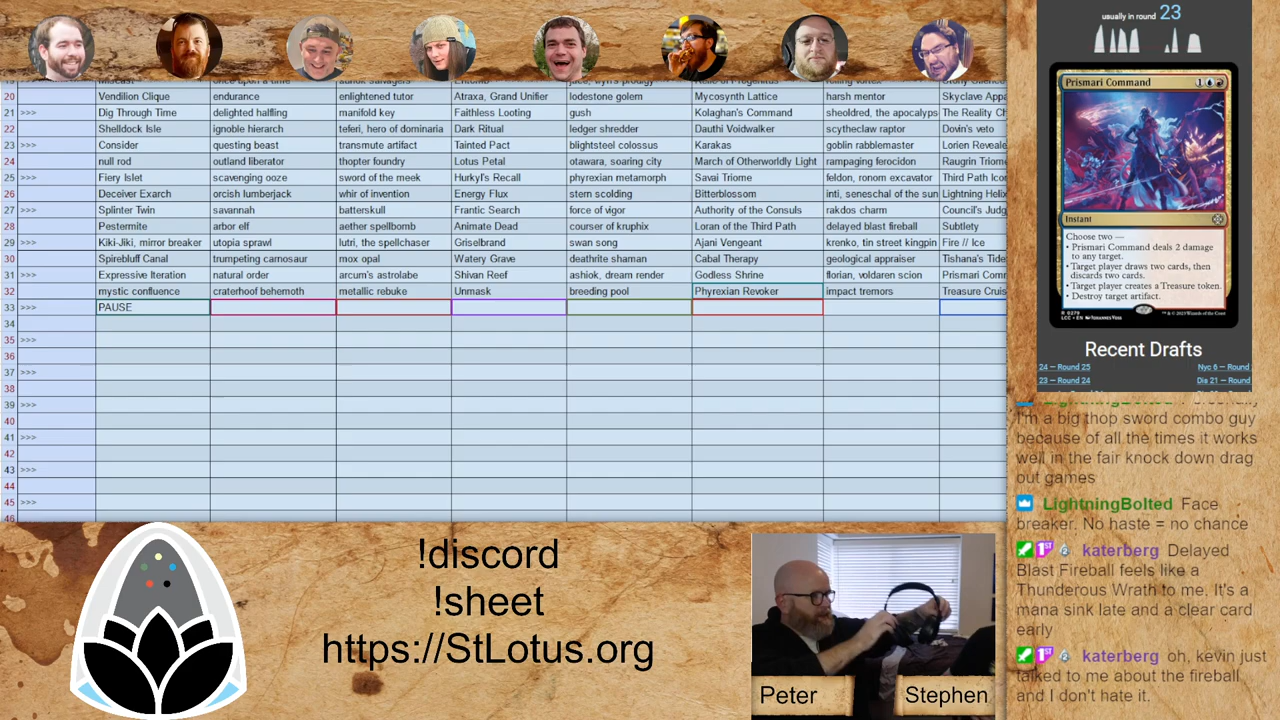 20 Vendilion Clique endurance enlightened tutor Atraxa, Grand Unifier lodestone golem Mycosynth Lattice harsh mentor Skyclave Appa
21 >>> Dig Through Time delighted halfling manifold key Faithless Looting gush Kolaghan's Command sheoldred, the apocalyps The Reality Ch
22 Shelldock Isle ignoble hierarch teferi, hero of dominaria Dark Ritual ledger shredder Dauthi Voidwalker scytheclaw raptor Dovin's veto
23 >>> Consider questing beast transmute artifact Tainted Pact blightsteel colossus Karakas goblin rabblemaster Lorien Reveale
24 null rod outland liberator thopter foundry Lotus Petal otawara, soaring city March of Otherworldly Light rampaging ferocidon Raugrin Triome
25 >>> Fiery Islet scavenging ooze sword of the meek Hurkyl's Recall phyrexian metamorph Savai Triome feldon, ronom excavator Third Path Icon
26 Deceiver Exarch orcish lumberjack whir of invention Energy Flux stern scolding Bitterblossom inti, seneschal of the sun Lightning Helix
27 >>> Splinter Twin savannah batterskull Frantic Search force of vigor Authority of the Consuls rakdos charm Council's Judg
28 Pestermite arbor elf aether spellbomb Animate Dead courser of kruphix Loran of the Third Path delayed blast fireball Subtlety
29 >>> Kiki-Jiki, mirror breaker utopia sprawl lutri, the spellchaser Griselbrand swan song Ajani Vengeant krenko, tin street kingpin Fire // Ice
30 Spirebluff Canal trumpeting carnosaur mox opal Watery Grave deathrite shaman Cabal Therapy geological appraiser Tishana's Tide
31 >>> Expressive Iteration natural order arcum's astrolabe Shivan Reef ashiok, dream render Godless Shrine florian, voldaren scion Prismari Comm
32 mystic confluence craterhoof behemoth metallic rebuke Unmask breeding pool Phyrexian Revoker impact tremors Treasure Cruis
33 >>> PAUSE
34
35 >>>
36
37 >>>
38
39 >>>
40
41 >>>
42
43 >>>
44
45 >>>
46
usually in round 23
Prismari Command 1
Instant
Choose two —
• Prismari Command deals 2 damage
to any target.
• Target player draws two cards, then
discards two cards.
• Target player creates a Treasure token.
• Destroy target artifact.
Recent Drafts
24 — Round 25 Nyc 6 — Round
23 — Round 24 Dia 21 — Round
I'm a big thop sword combo guy
because of all the times it works
well in the fair knock down drag
out games
LightningBolted Face
breaker. No haste = no chance
1ST katerberg Delayed
Blast Fireball feels like a
Thunderous Wrath to me. It's a
mana sink late and a clear card
early
1ST katerberg oh, kevin just
talked to me about the fireball
and I don't hate it.
!discord
!sheet
https://StLotus.org
Peter
Stephen